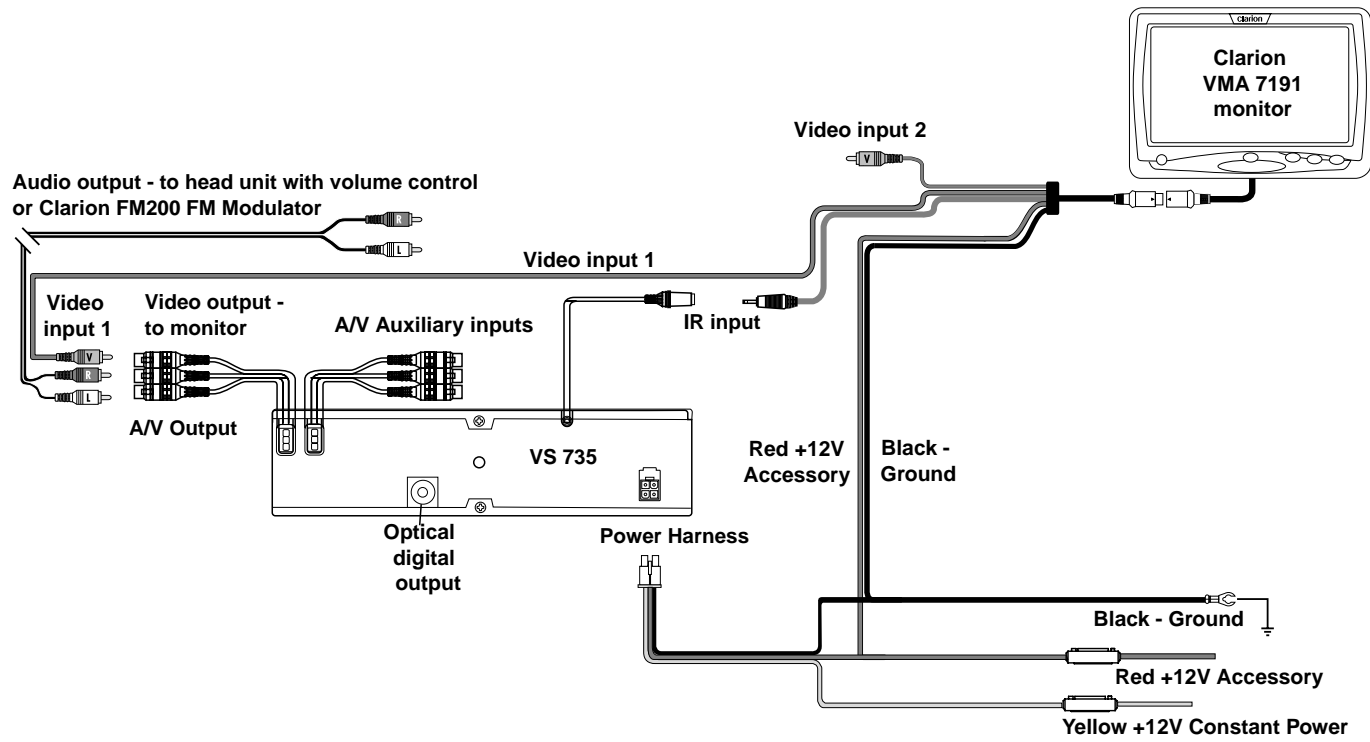 clarion
Clarion
VMA 7191
monitor
Video input 2
V
Audio output - to head unit with volume control
or Clarion FM200 FM Modulator
R
L
Video input 1
Video
input 1
Video output -
to monitor
A/V Auxiliary inputs
IR input
V
R
L
A/V Output
VS 735
Red +12V
Accessory
Black -
Ground
Optical
digital
output
Power Harness
Black - Ground
Red +12V Accessory
Yellow +12V Constant Power